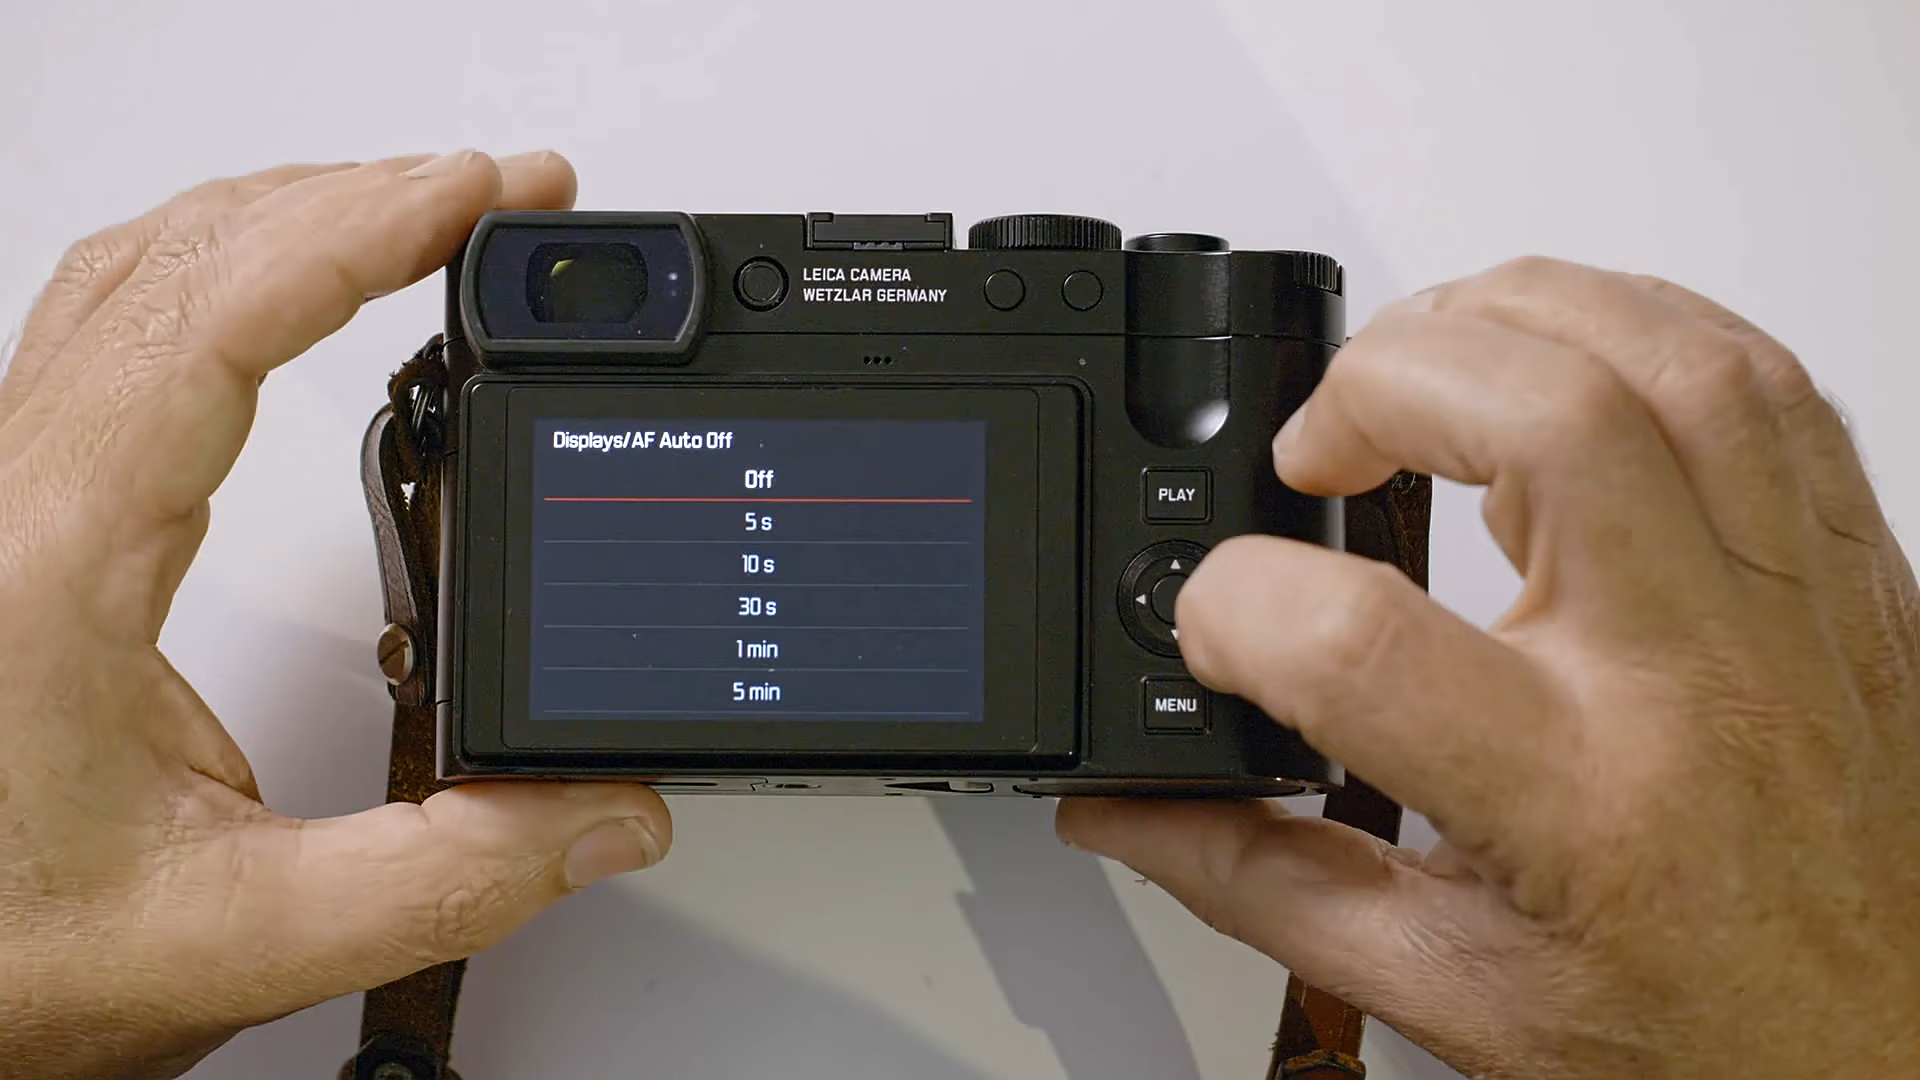 LEICA CAMERA
WETZLAR GERMANY
Displays/AF Auto Off
Off
5 s
10 s
30 s
1 min
5 min
PLAY
MENU